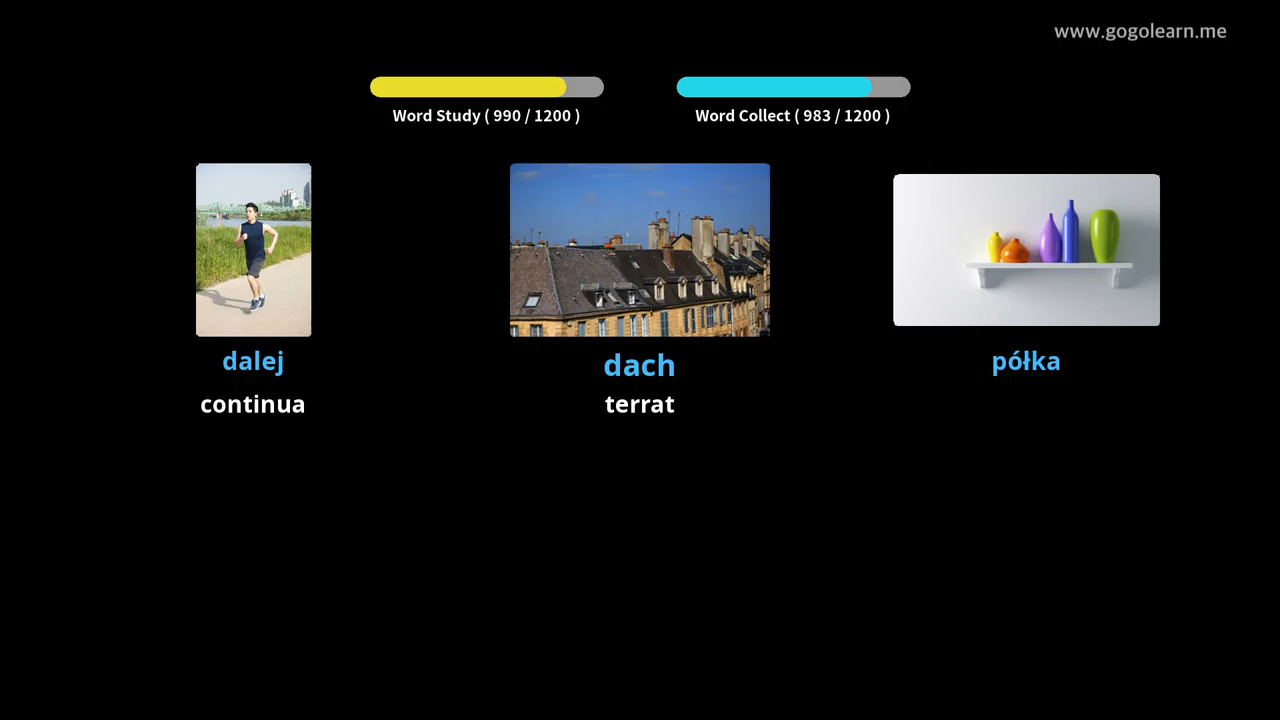 www.gogolearn.me
Word Study ( 990 / 1200 )
Word Collect ( 983 / 1200 )
dalej
dach
półka
continua
terrat